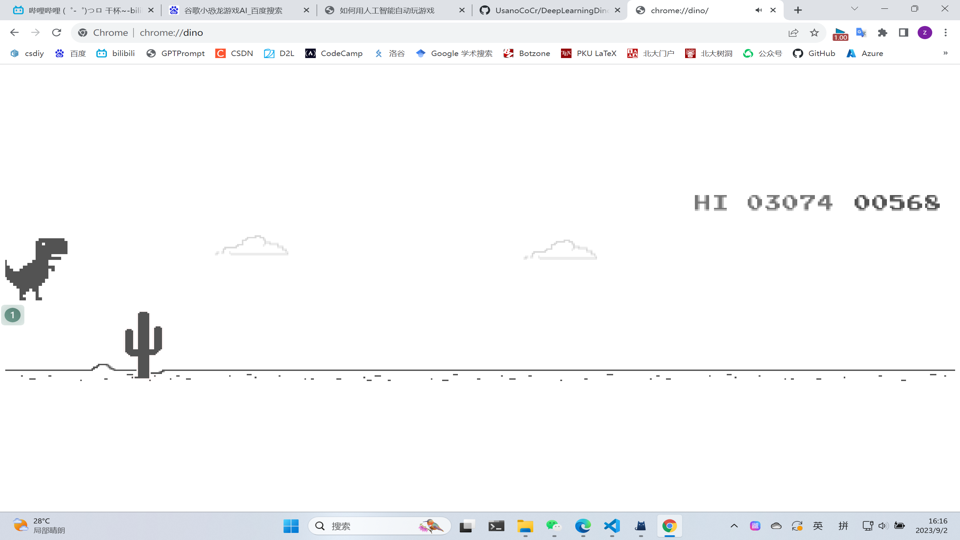 哔哩哔哩 (゜-゜)つロ 干杯~-bili
谷歌小恐龙游戏AI_百度搜索
如何用人工智能自动玩游戏
UsanoCoCr/DeepLearningDin
chrome://dino/
Chrome | chrome://dino
1.00
z
csdiy
百度
bilibili
GPTPrompt
CSDN
D2L
CodeCamp
洛谷
Google 学术搜索
Botzone
PKU LaTeX
北大门户
北大树洞
公众号
GitHub
Azure
»
HI 03074 00568
1
28°C
局部晴朗
搜索
英
拼
16:16
2023/9/2